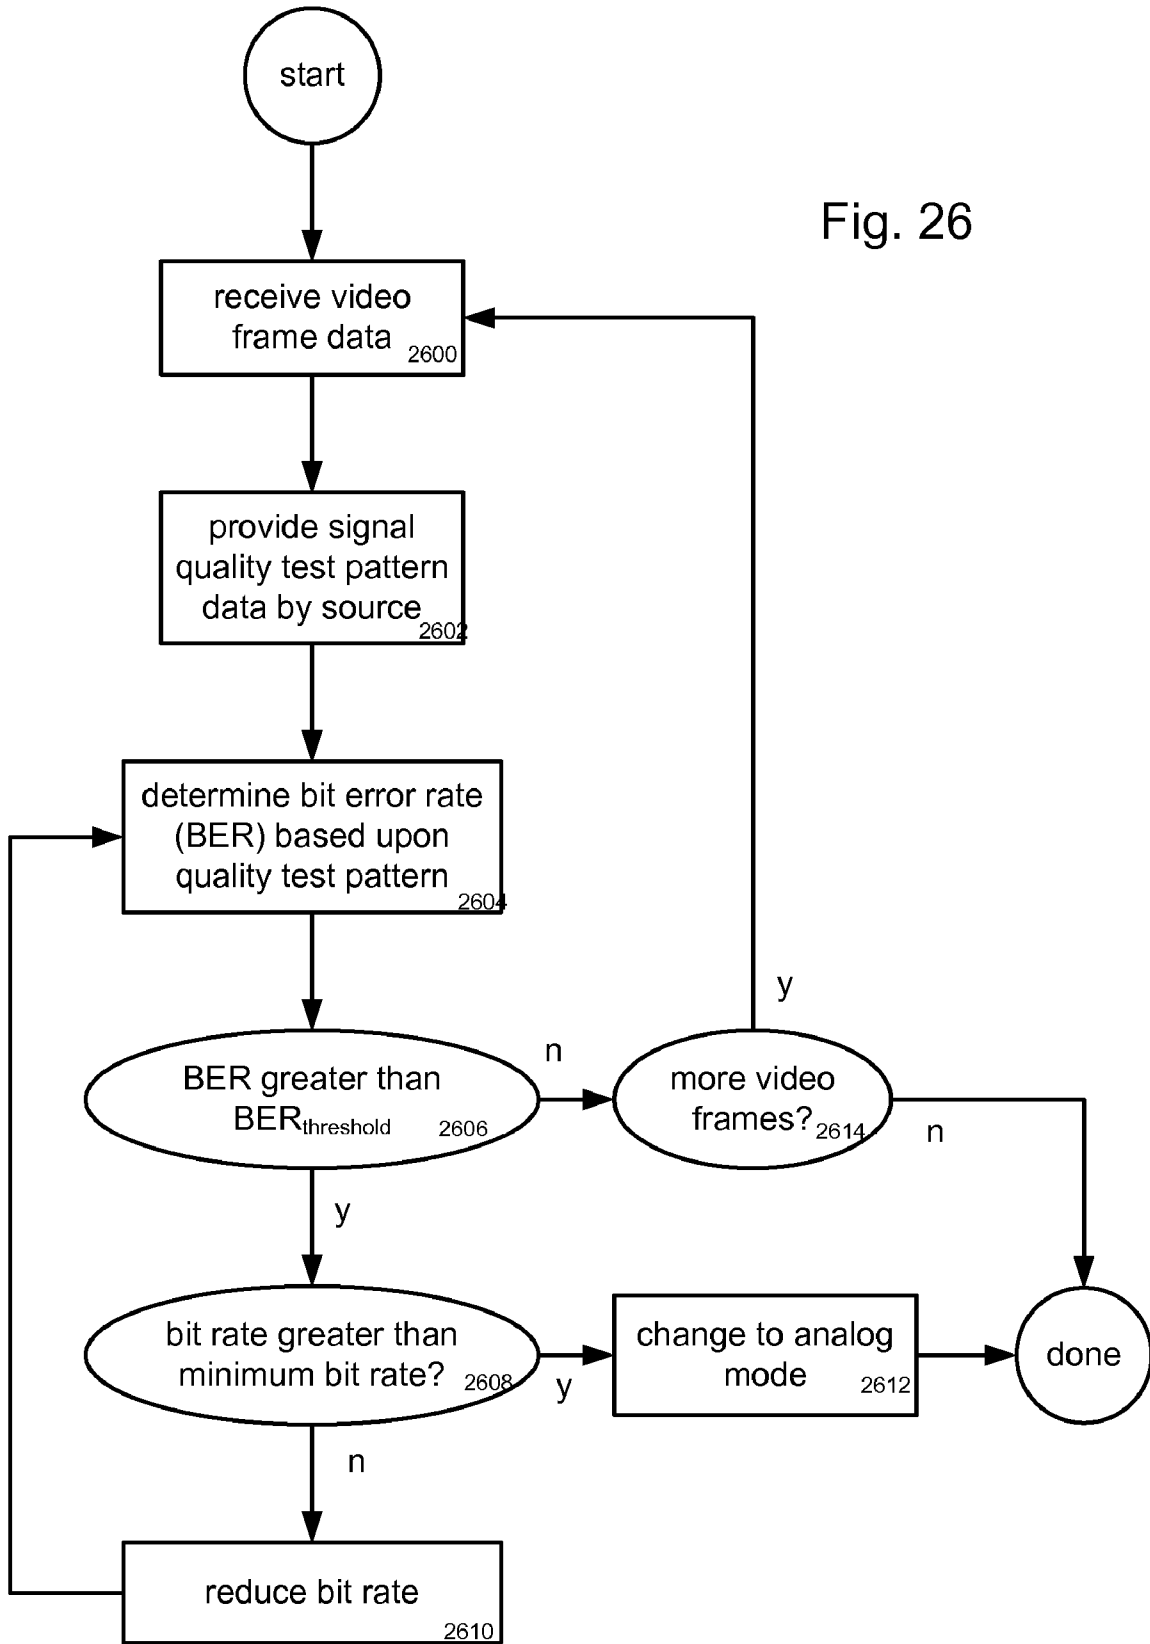 start
Fig. 26
receive video
frame data
2600
provide signal
quality test pattern
data by source
2602
determine bit error rate
(BER) based upon
quality test pattern
2604
y
n
BER greater than
BERthreshold
2606
more video
frames?
2614
n
y
bit rate greater than
minimum bit rate?
2608
y
change to analog
mode
2612
done
n
reduce bit rate
2610